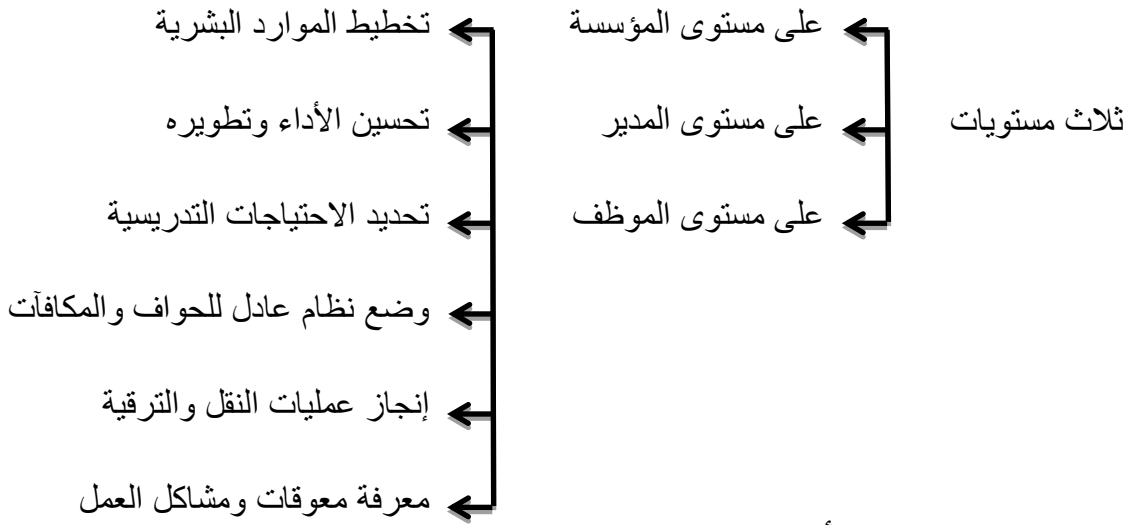 ثلاث مستويات
على مستوى المؤسسة
على مستوى المدير
على مستوى الموظف
تخطيط الموارد البشرية
تحسين الأداء وتطويره
تحديد الاحتياجات التدريسية
وضع نظام عادل للحواف والمكافآت
إنجاز عمليات النقل والترقية
معرفة معوقات ومشاكل العمل